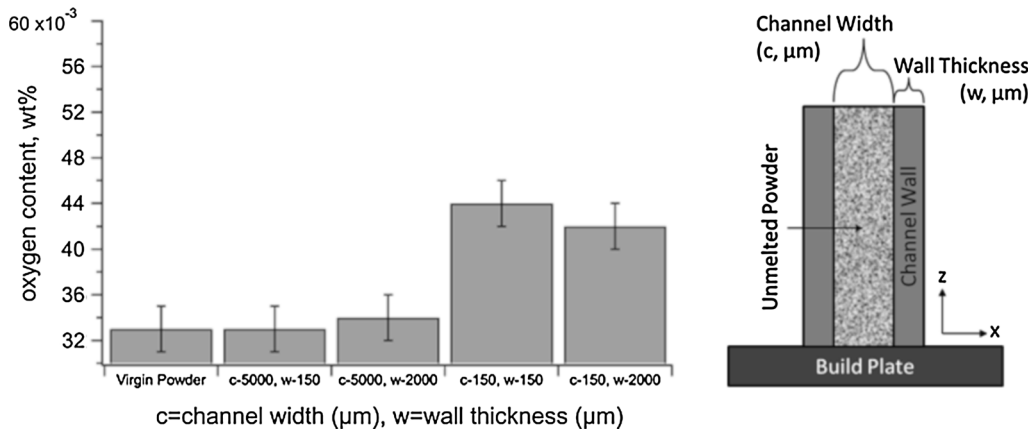 60 x10⁻³
56
52
48
44
40
36
32
oxygen content, wt%
Virgin Powder
c-5000, w-150
c-5000, w-2000
c-150, w-150
c-150, w-2000
c=channel width (μm), w=wall thickness (μm)
Channel Width
(c, μm)
Wall Thickness
(w, μm)
Unmelted Powder
Channel Wall
z
x
Build Plate